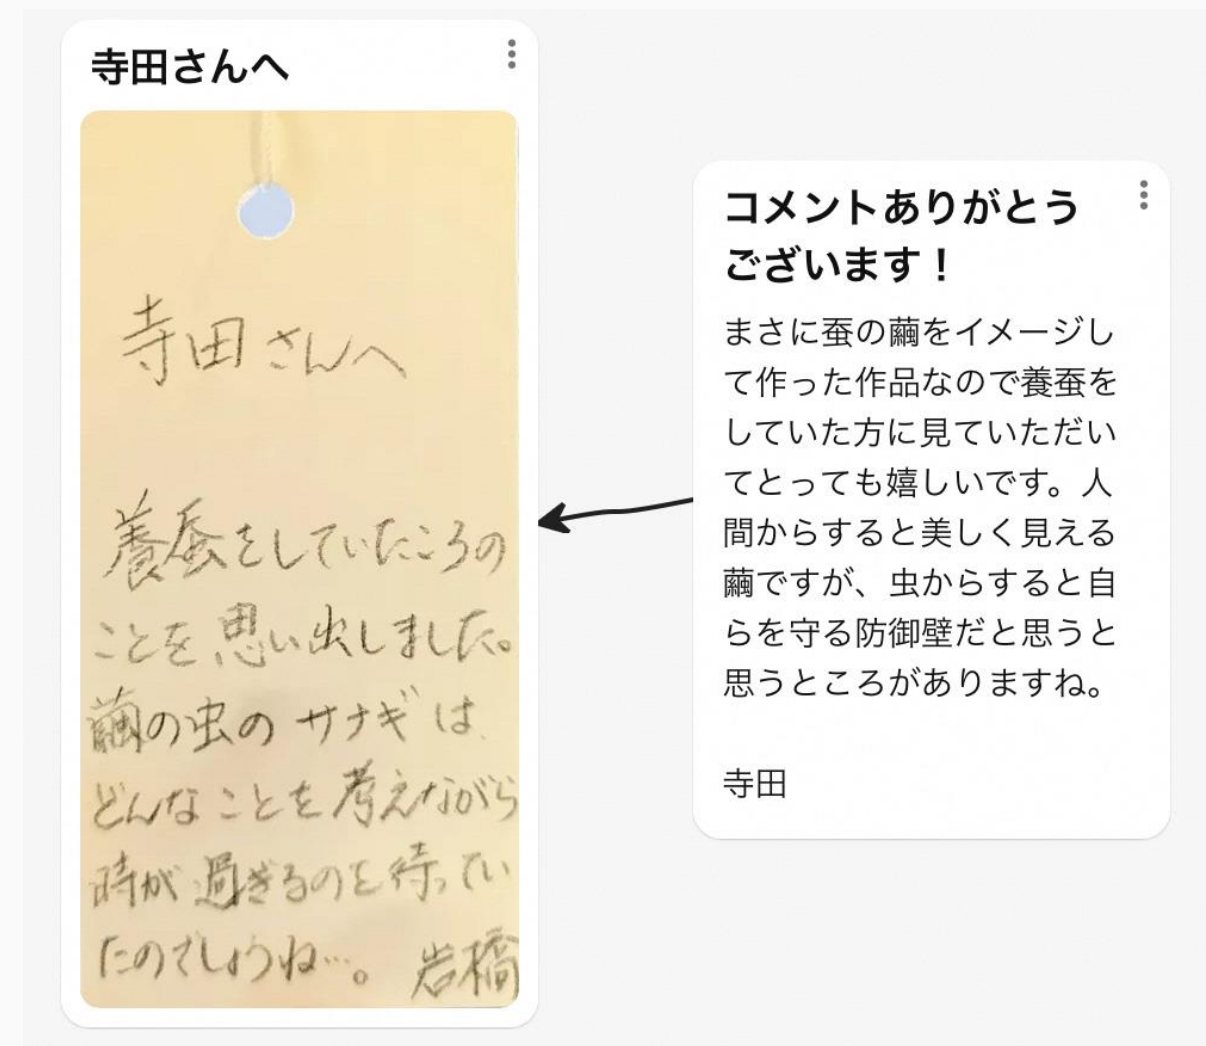 寺田さんへ
寺田さんへ
養蚕をしていたころの
ことを思い出しました。
繭の虫のサナギは
どんなことを考えながら
時が過ぎるのを待ってい
たのでしょうね…。 岩橋
コメントありがとう
ございます！
まさに蚕の繭をイメージし
て作った作品なので養蚕を
していた方に見ていただい
てとっても嬉しいです。人
間からすると美しく見える
繭ですが、虫からすると自
らを守る防御壁だと思うと
思うところがありますね。
寺田